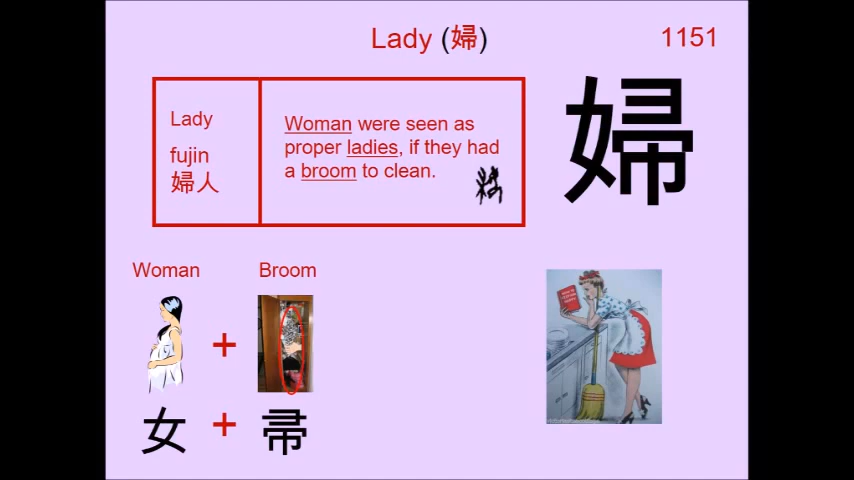 Lady (婦)
1151
Lady
fujin
婦人
Woman were seen as
proper ladies, if they had
a broom to clean.
婦
Woman
Broom
+
女 + 帚